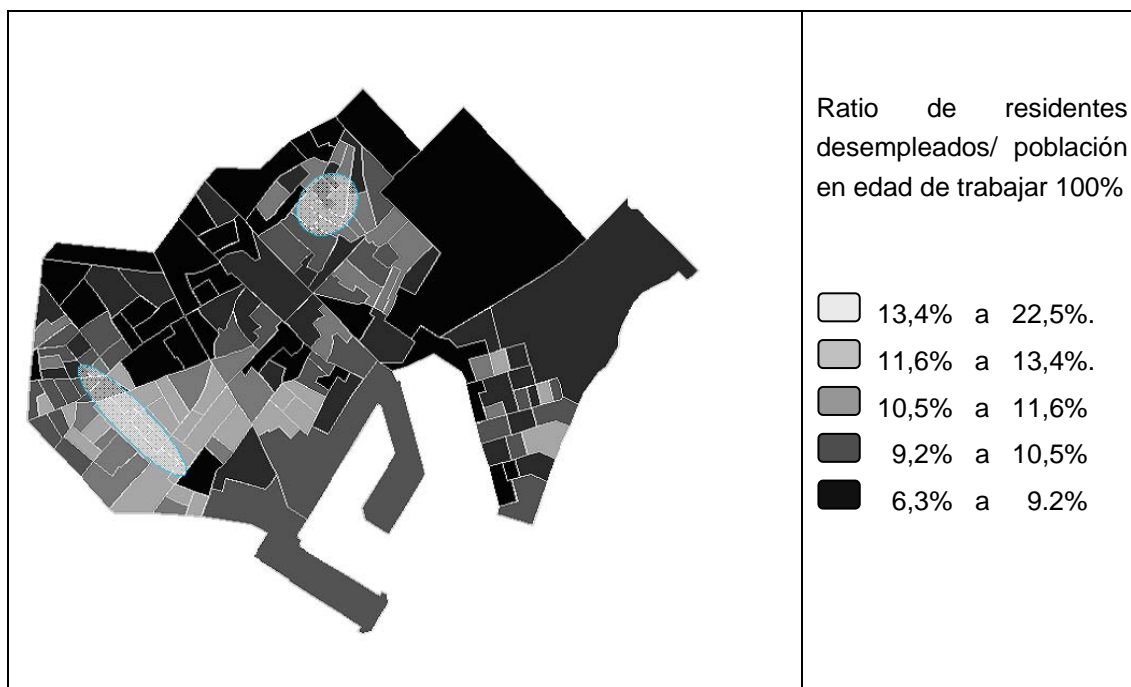 Ratio de residentes
desempleados/ población
en edad de trabajar 100%
13,4% a 22,5%.
11,6% a 13,4%.
10,5% a 11,6%
9,2% a 10,5%
6,3% a 9.2%